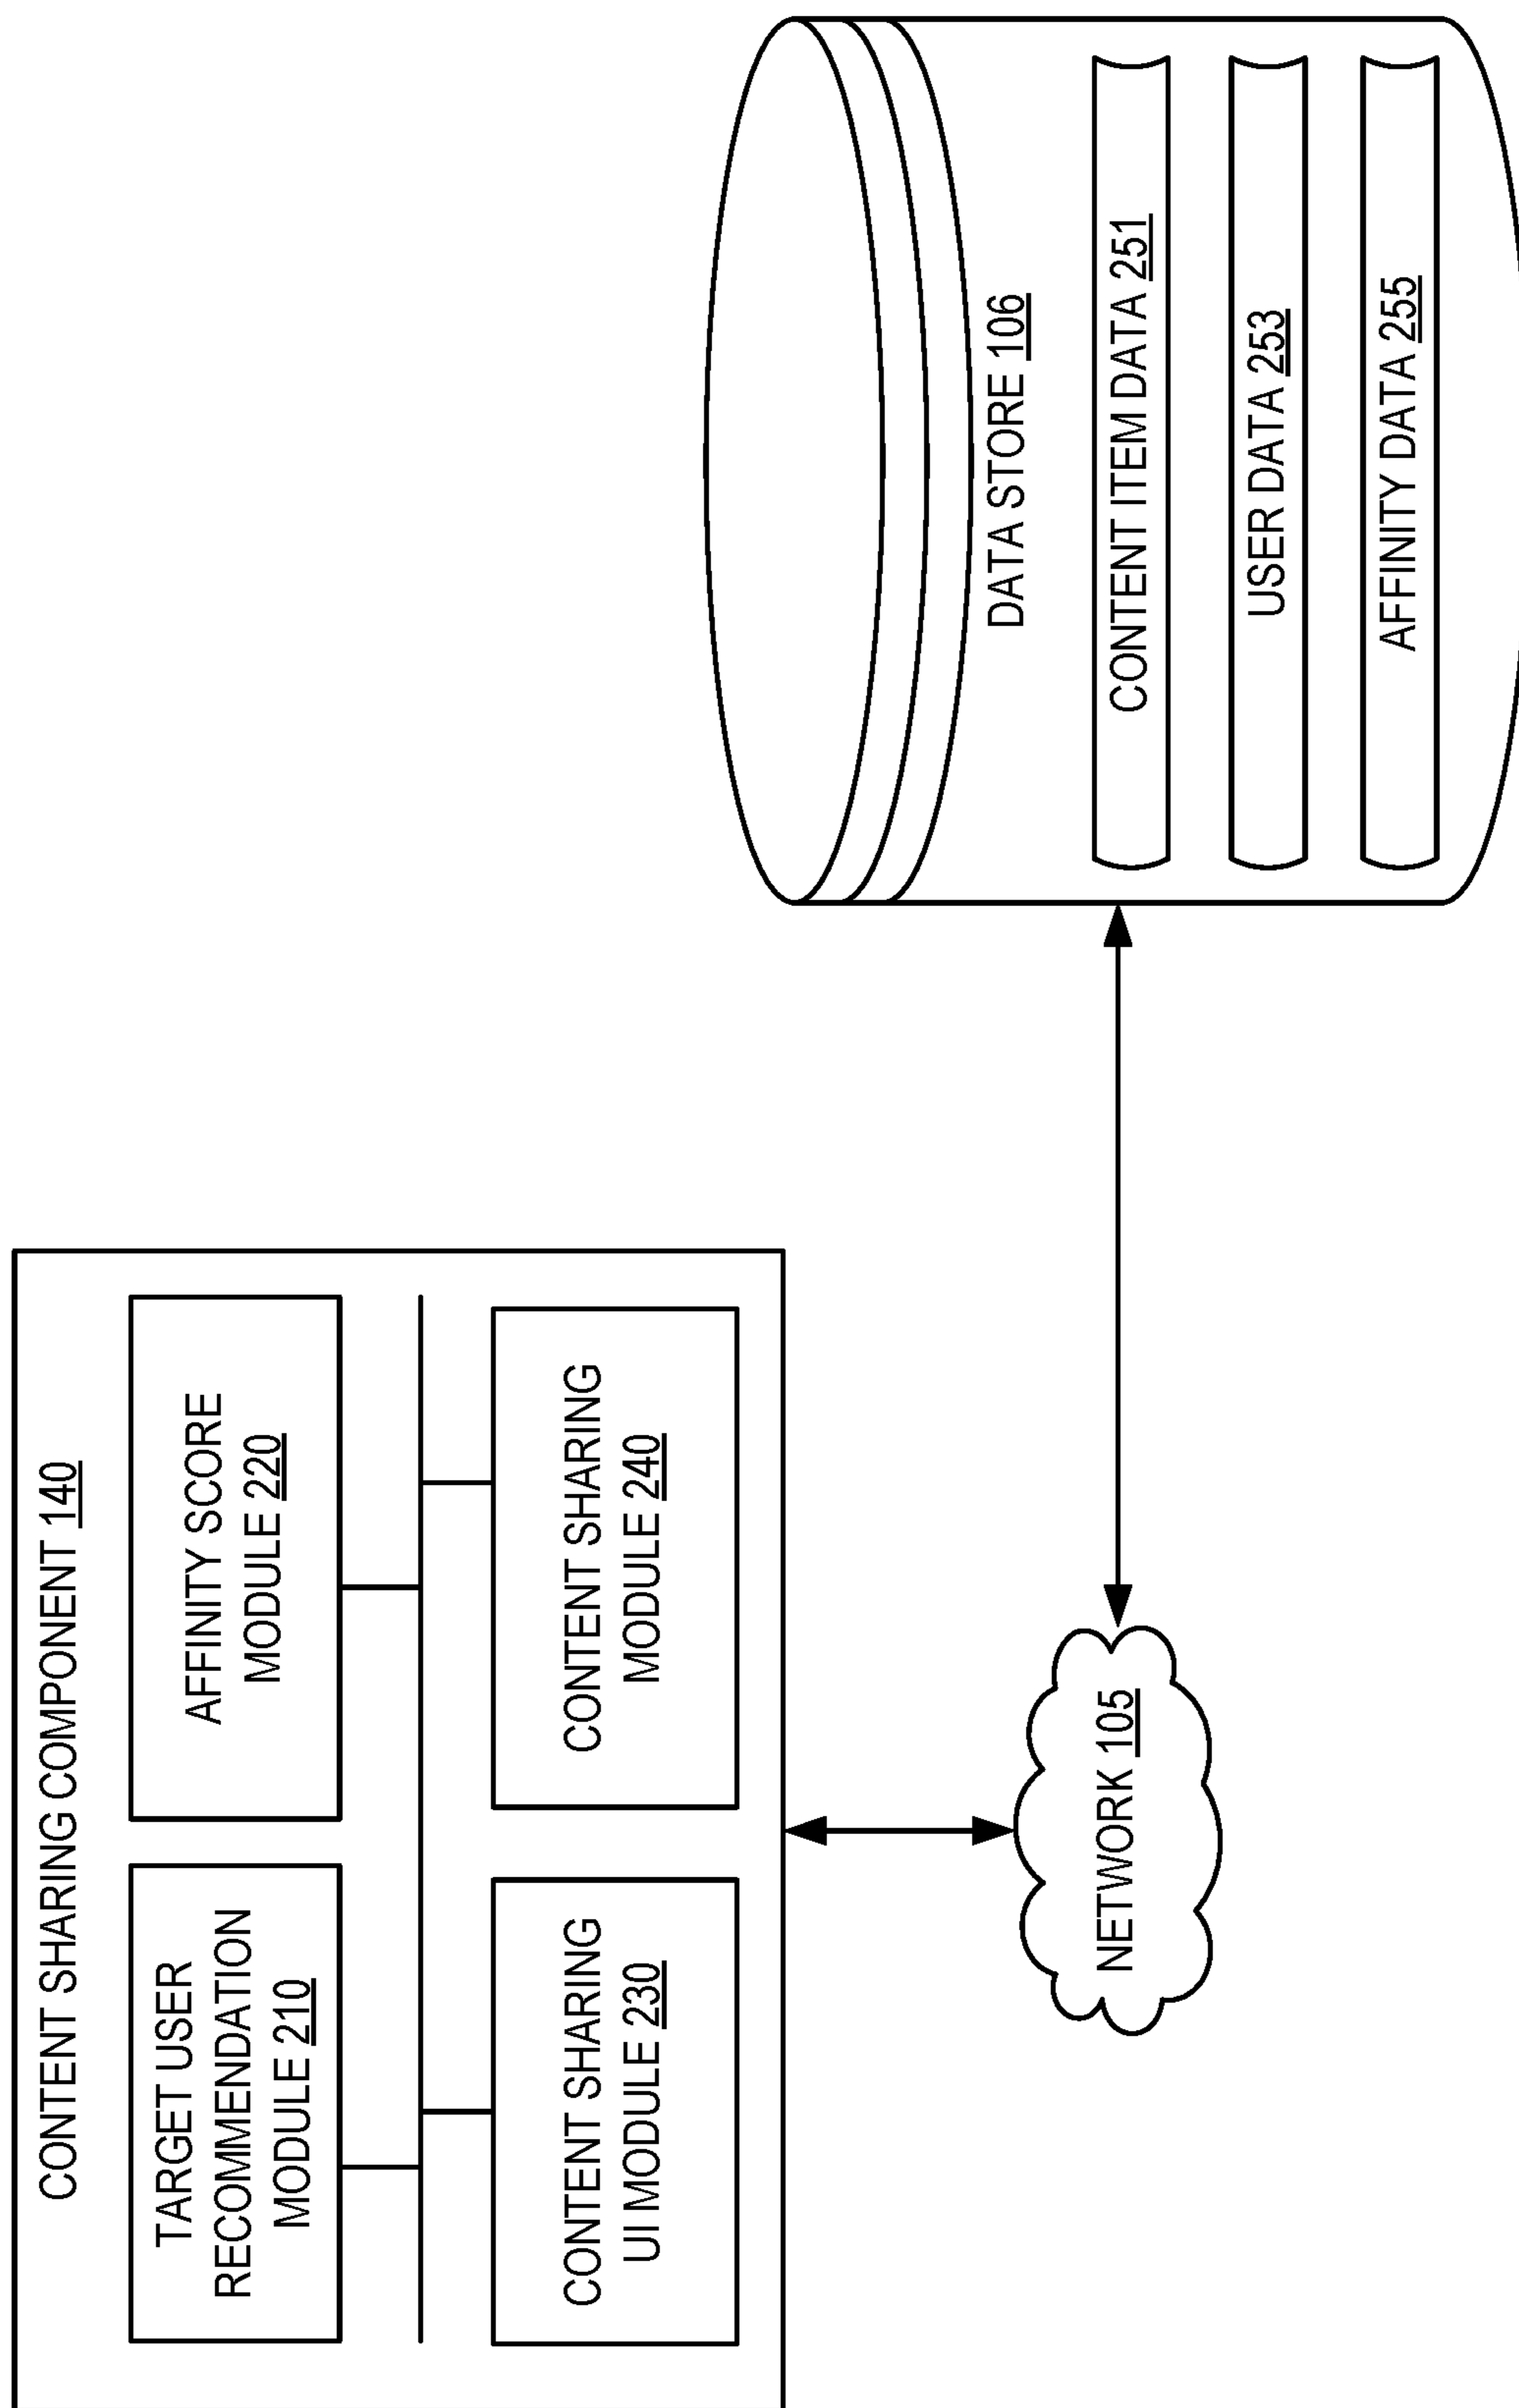 CONTENT SHARING COMPONENT 140
TARGET USER
RECOMMENDATION
MODULE 210
AFFINITY SCORE
MODULE 220
CONTENT SHARING
UI MODULE 230
CONTENT SHARING
MODULE 240
NETWORK 105
DATA STORE 106
CONTENT ITEM DATA 251
USER DATA 253
AFFINITY DATA 255